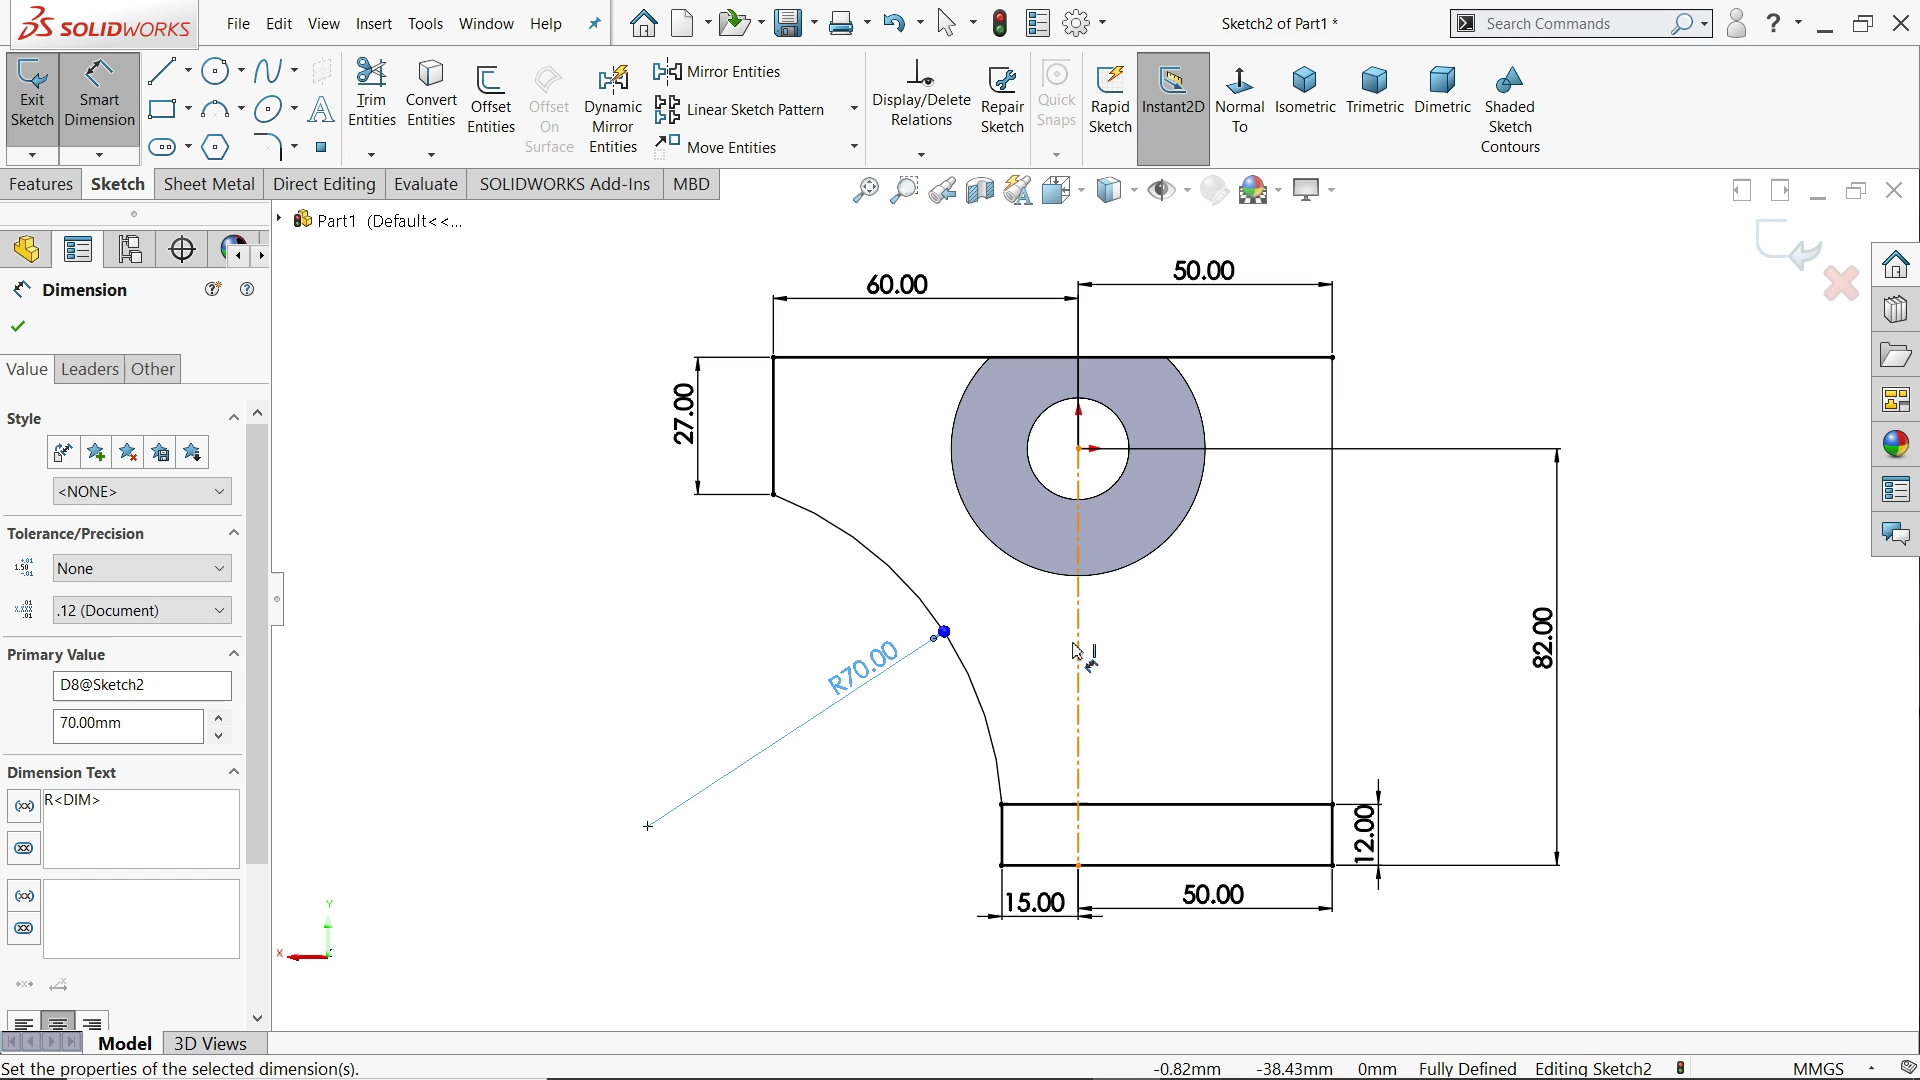 SOLIDWORKS File Edit View Insert Tools Window Help Sketch2 of Part1 * Search Commands ?
Exit Sketch
Smart Dimension
Trim Entities
Convert Entities
Offset Entities
Offset On Surface
Dynamic Mirror Entities
Mirror Entities
Linear Sketch Pattern
Move Entities
Display/Delete Relations
Repair Sketch
Quick Snaps
Rapid Sketch
Instant2D
Normal To
Isometric
Trimetric
Dimetric
Shaded Sketch Contours
Features Sketch Sheet Metal Direct Editing Evaluate SOLIDWORKS Add-Ins MBD
Part1 (Default<<...
Dimension
Value Leaders Other
Style
<NONE>
Tolerance/Precision
None
.12 (Document)
Primary Value
D8@Sketch2
70.00mm
Dimension Text
R<DIM>
60.00
50.00
27.00
R70.00
82.00
12.00
15.00
50.00
Y
X
Model 3D Views
Set the properties of the selected dimension(s). -0.82mm -38.43mm 0mm Fully Defined Editing Sketch2 MMGS